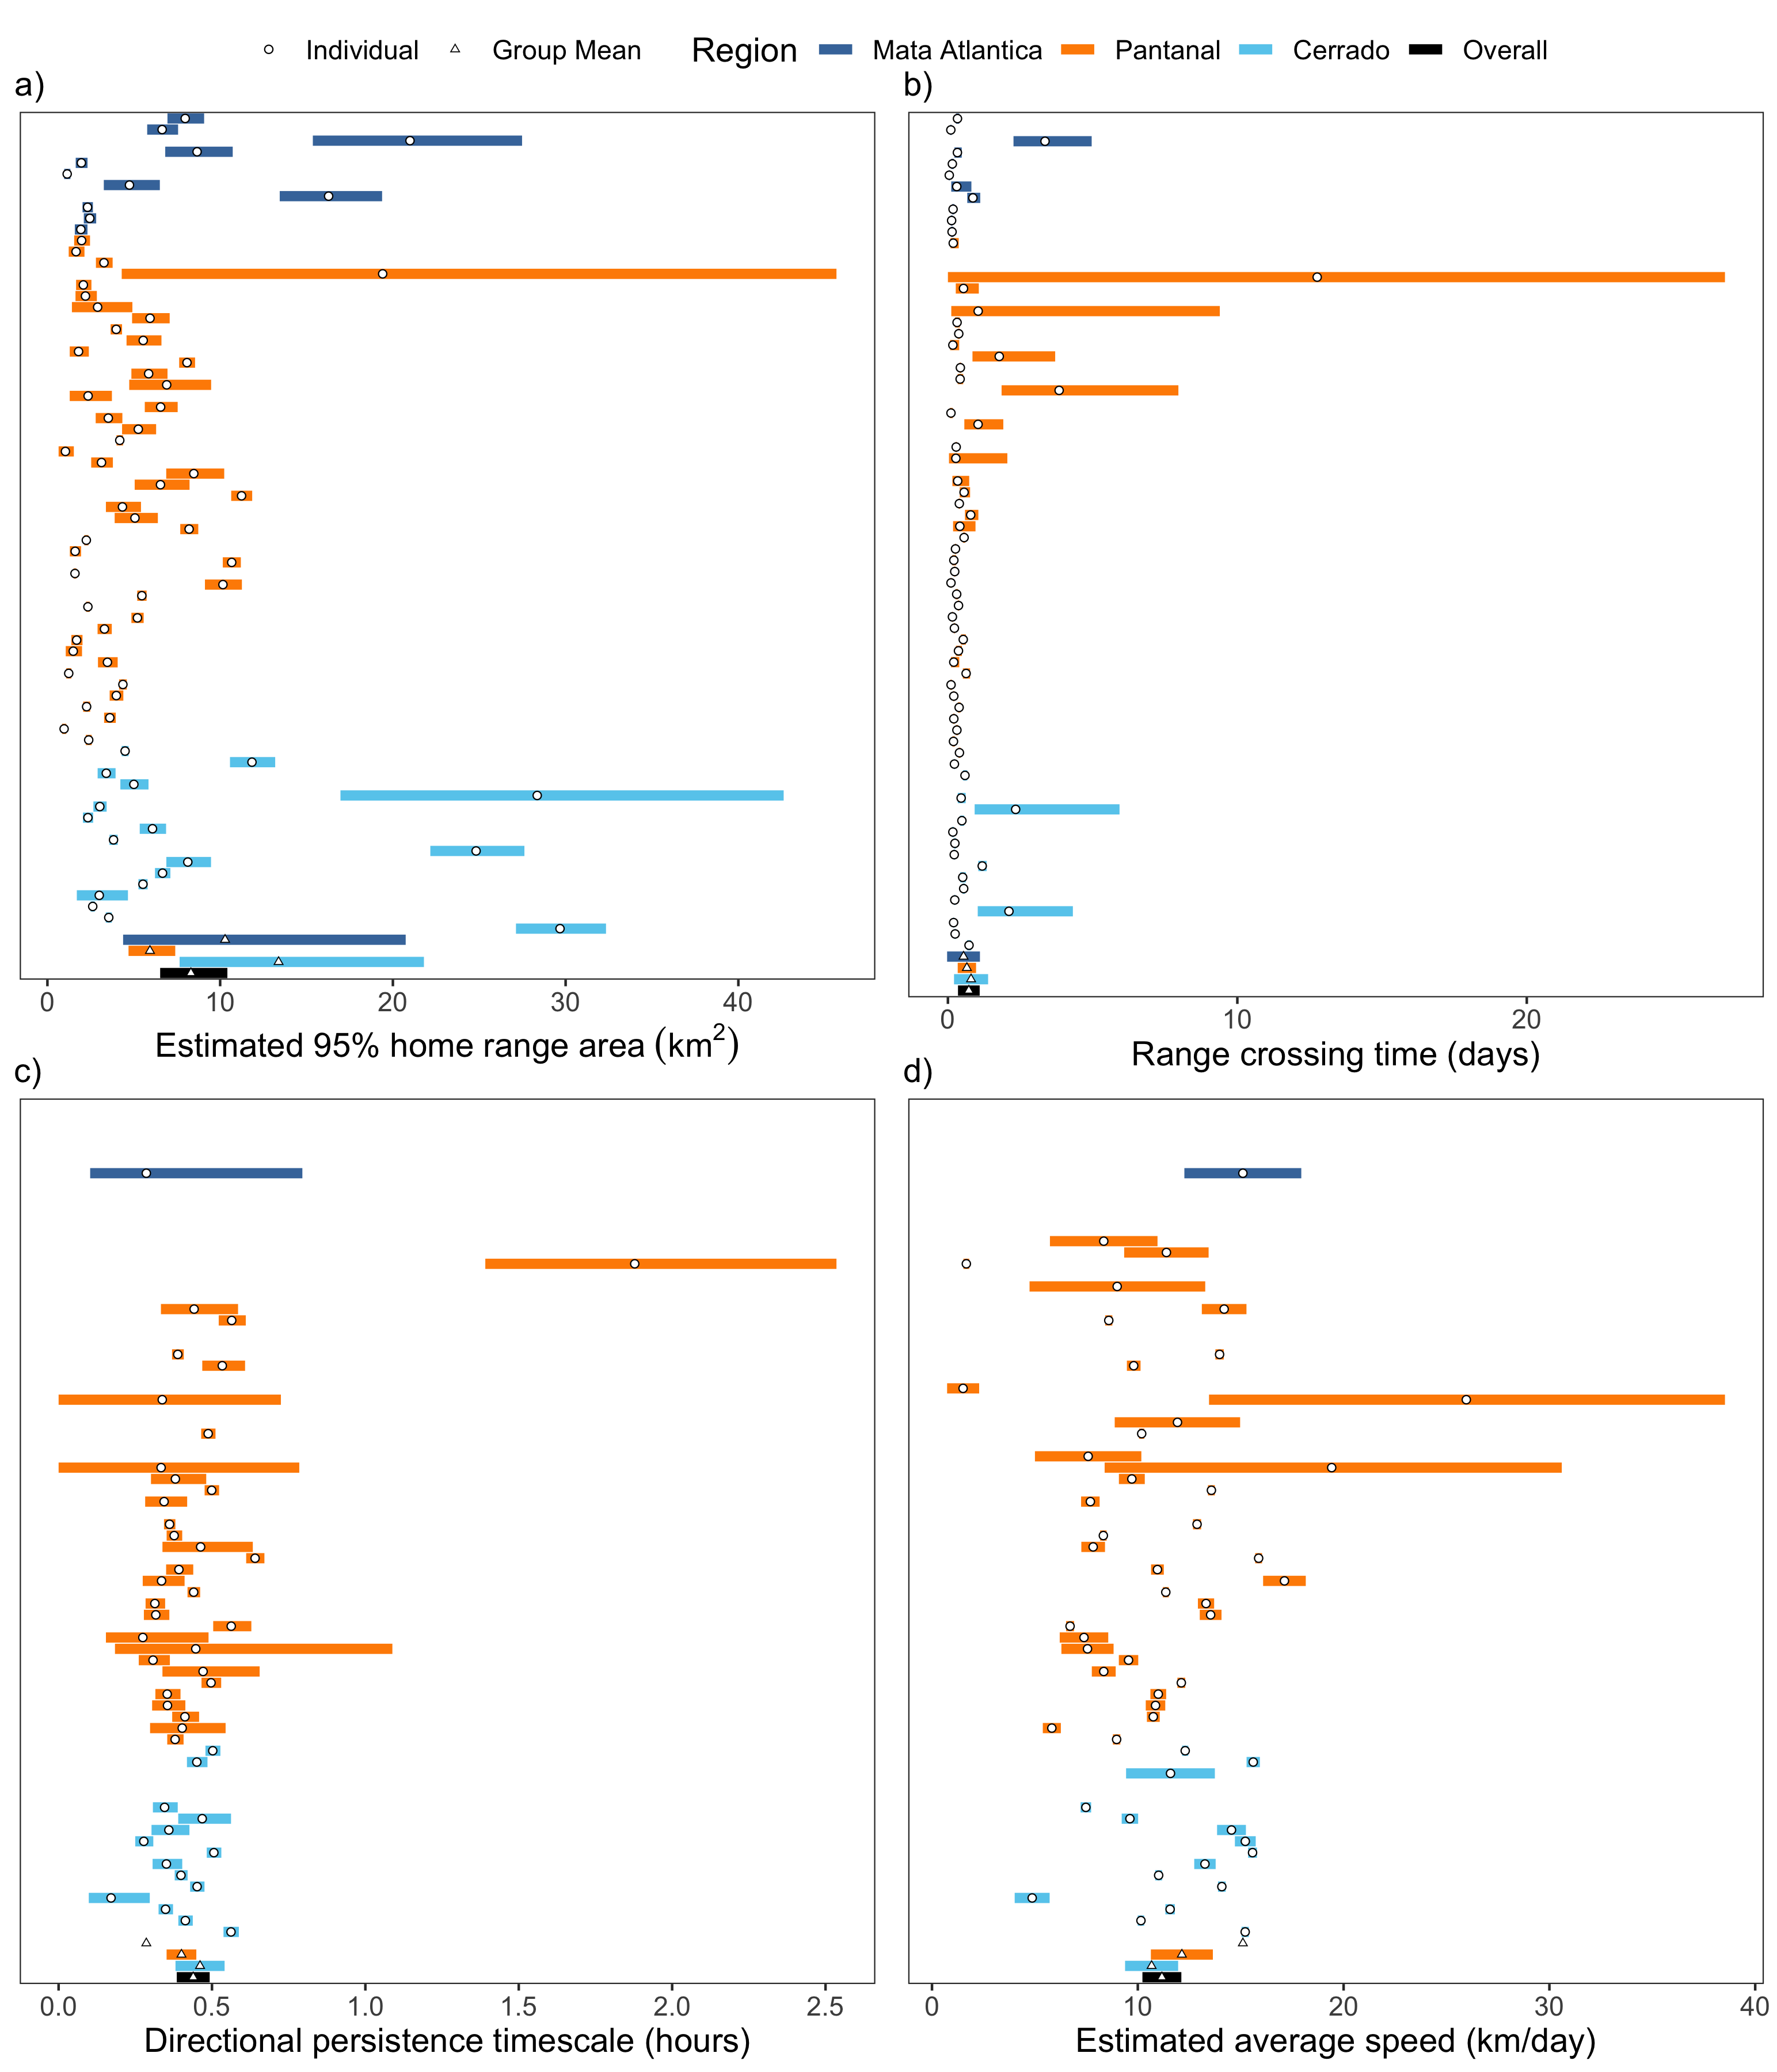 Individual Group Mean Region Mata Atlantica Pantanal Cerrado Overall
a) b)
0 10 20 30 40
Estimated 95% home range area (km²)
0 10 20
Range crossing time (days)
c) d)
0.0 0.5 1.0 1.5 2.0 2.5
Directional persistence timescale (hours)
0 10 20 30 40
Estimated average speed (km/day)